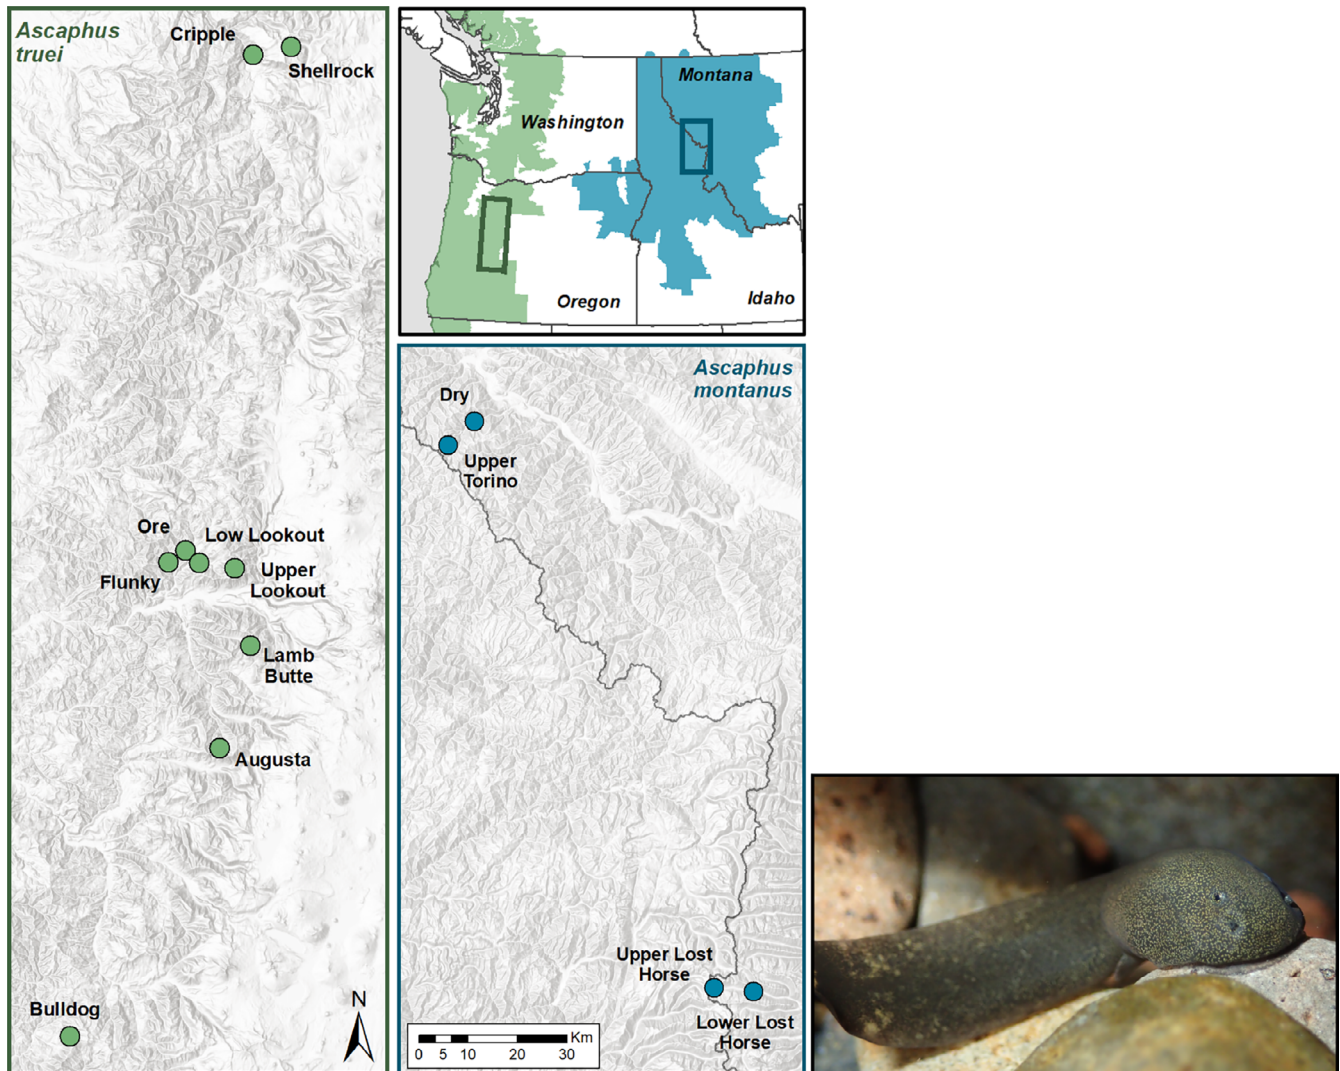 Ascaphus
truei
Cripple
Shellrock
Ore
Low Lookout
Flunky
Upper
Lookout
Lamb
Butte
Augusta
Bulldog
N
Montana
Washington
Oregon
Idaho
Ascaphus
montanus
Dry
Upper
Torino
Upper Lost
Horse
Lower Lost
Horse
Km
0 5 10 20 30